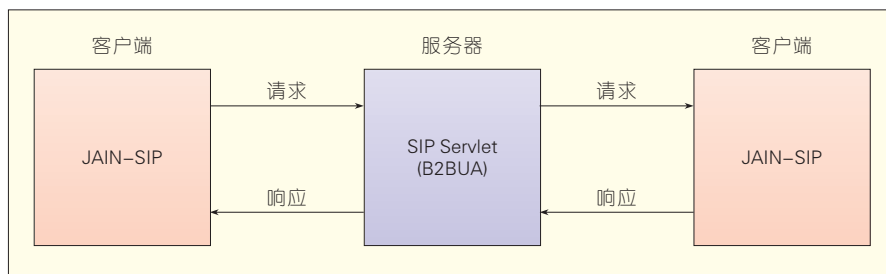 客户端
服务器
客户端
请求
请求
JAIN-SIP
SIP Servlet
(B2BUA)
JAIN-SIP
响应
响应